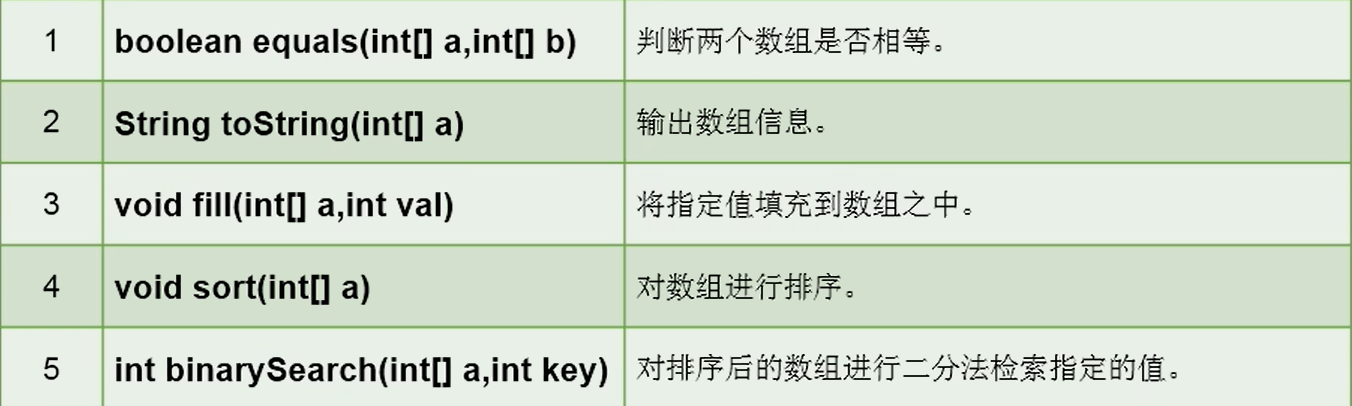 1 boolean equals(int[] a,int[] b) 判断两个数组是否相等。
2 String toString(int[] a) 输出数组信息。
3 void fill(int[] a,int val) 将指定值填充到数组之中。
4 void sort(int[] a) 对数组进行排序。
5 int binarySearch(int[] a,int key) 对排序后的数组进行二分法检索指定的值。